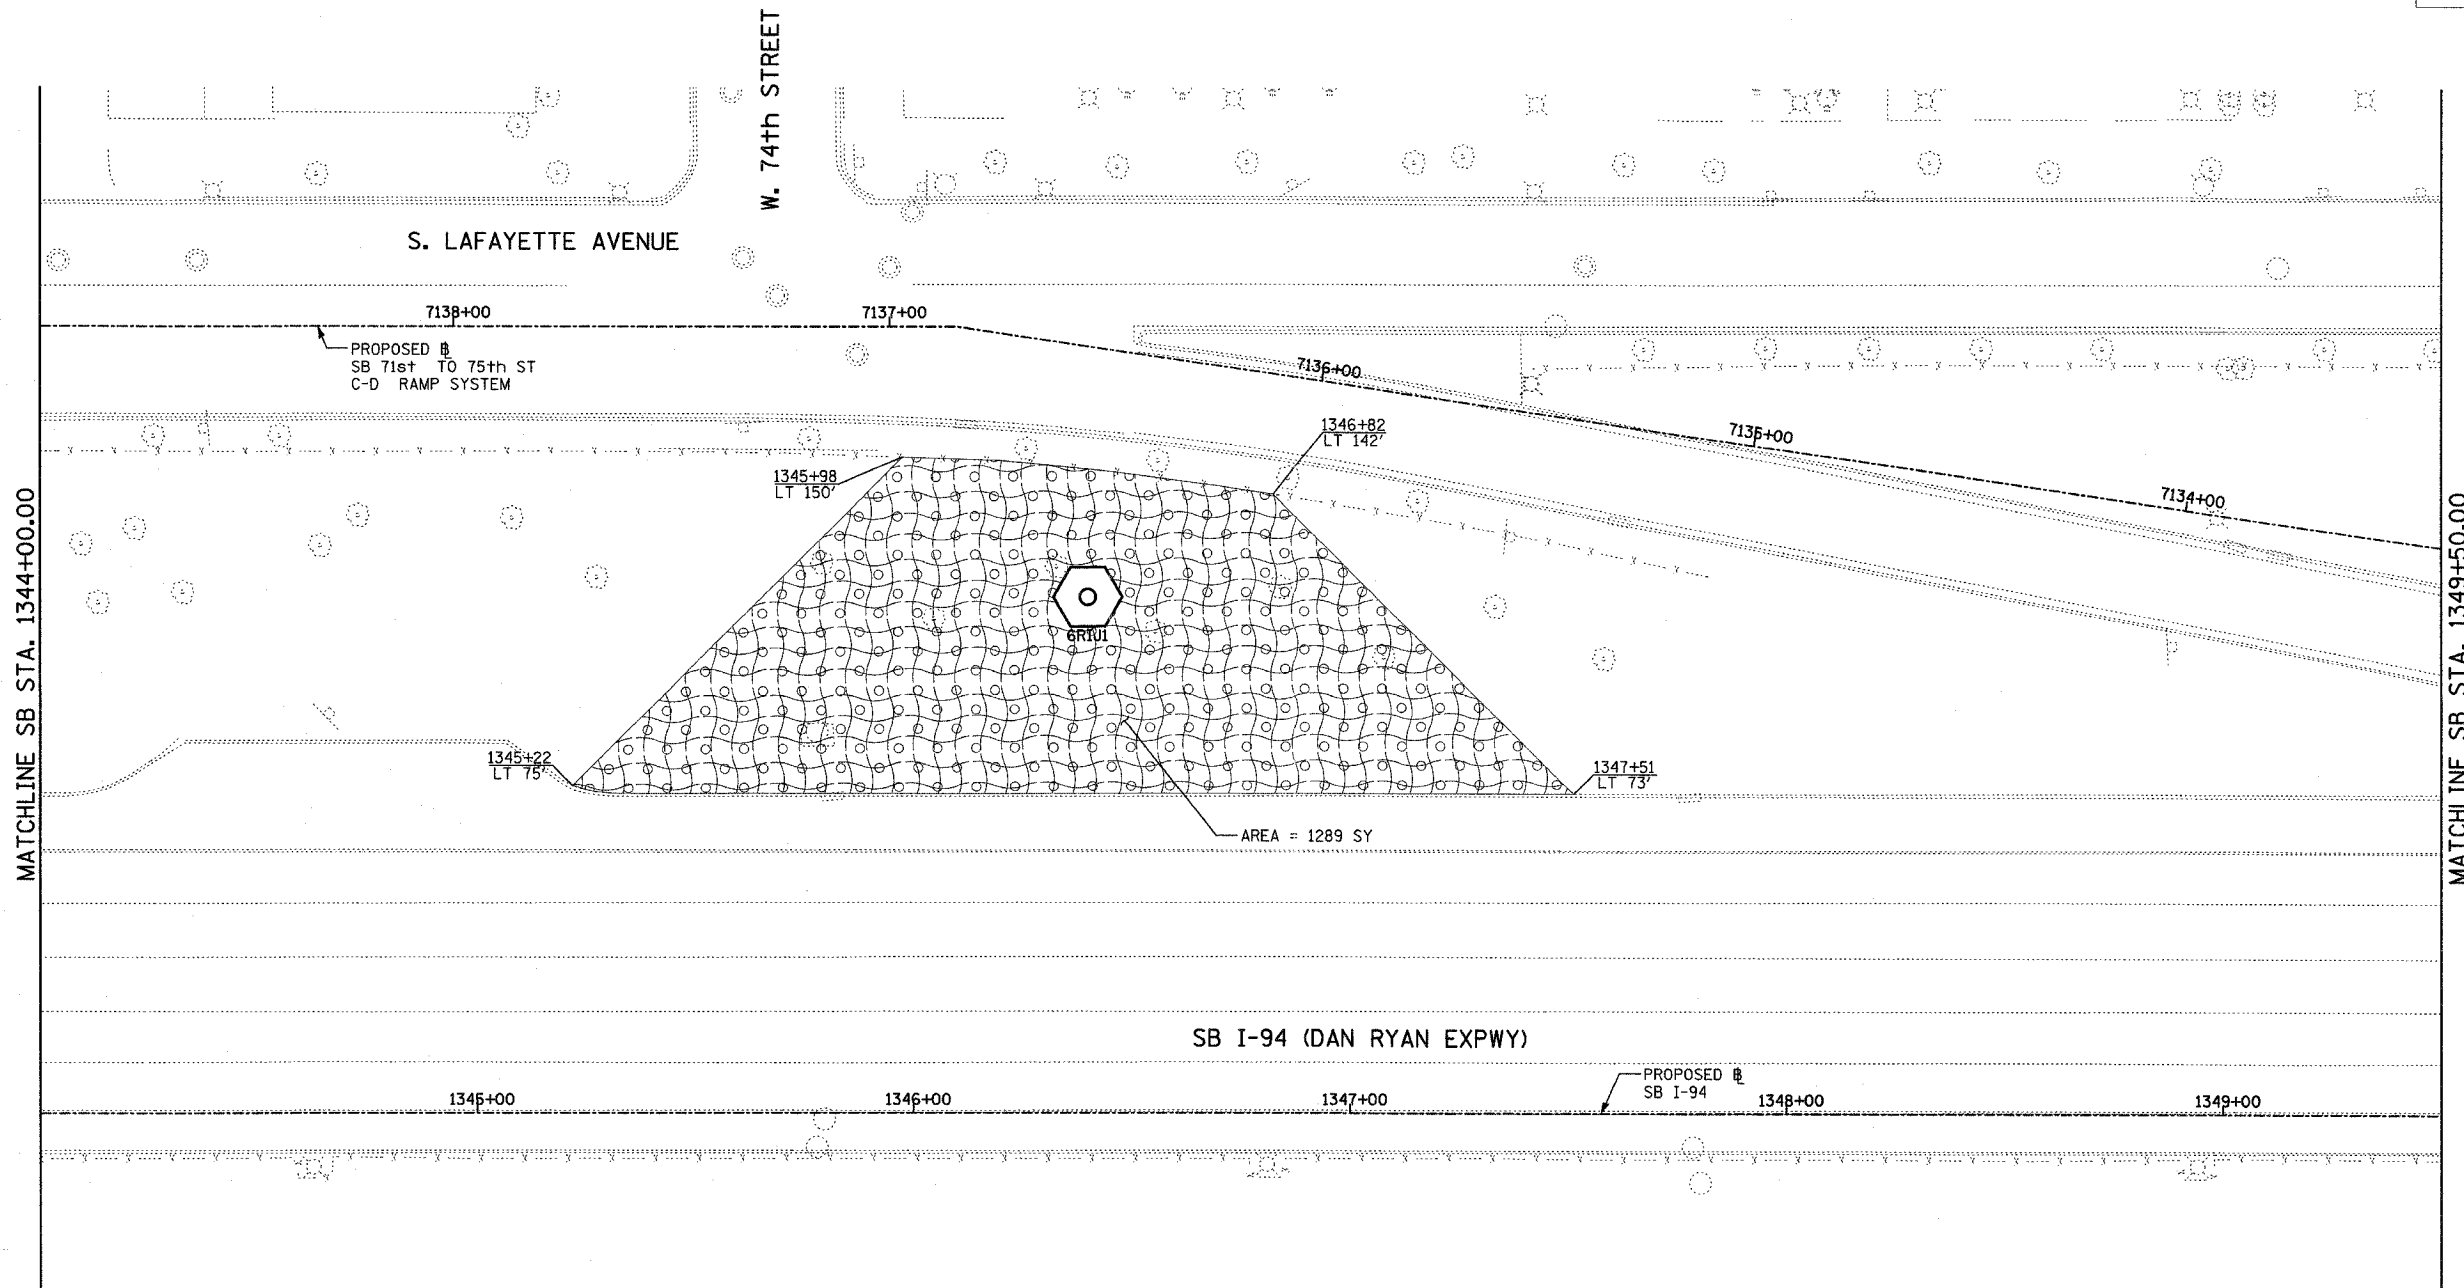 W. 74th STREET
S. LAFAYETTE AVENUE
7138+00
7137+00
PROPOSED ℄
SB 71st TO 75th ST
C-D RAMP SYSTEM
7136+00
7135+00
7134+00
1346+82
LT 142'
1345+98
LT 150'
6R1U1
1345+22
LT 75'
1347+51
LT 73'
AREA = 1289 SY
MATCHLINE SB STA. 1344+00.00
MATCHLINE SB STA. 1349+50.00
SB I-94 (DAN RYAN EXPWY)
PROPOSED ℄
SB I-94
1345+00
1346+00
1347+00
1348+00
1349+00